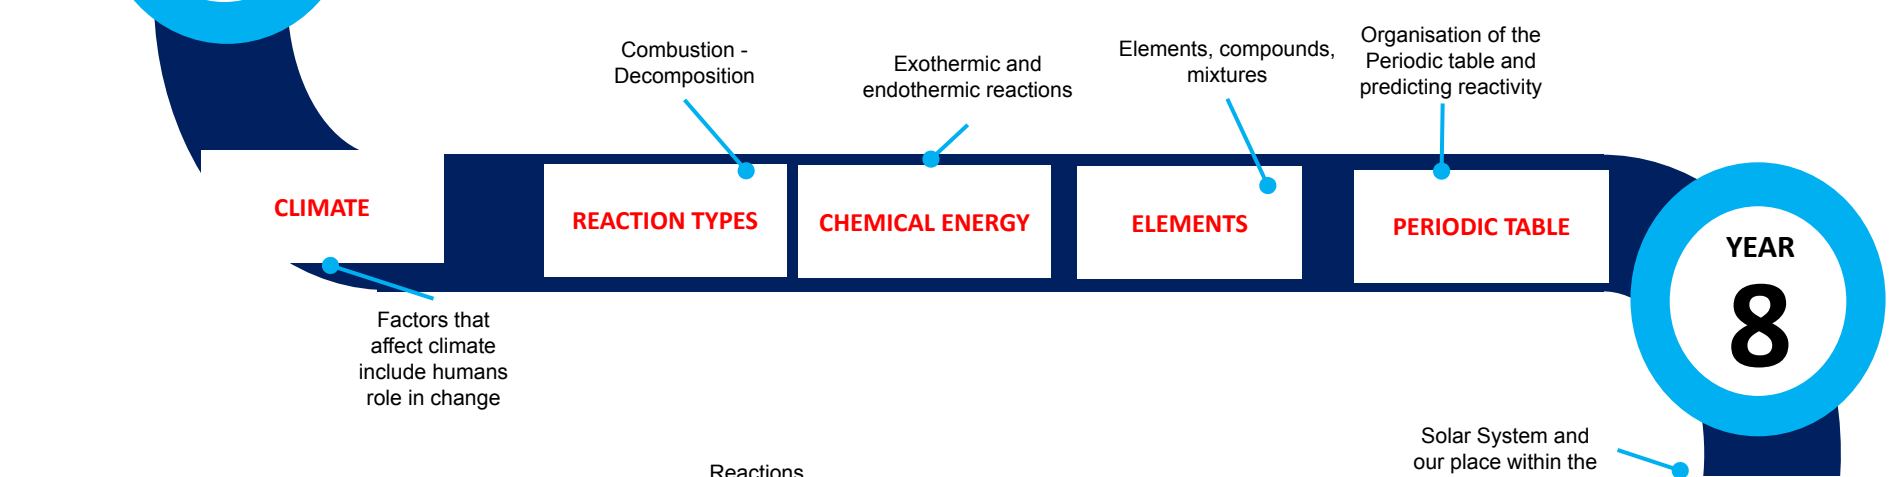 Combustion -
Decomposition
Exothermic and
endothermic reactions
Elements, compounds,
mixtures
Organisation of the
Periodic table and
predicting reactivity
CLIMATE
REACTION TYPES
CHEMICAL ENERGY
ELEMENTS
PERIODIC TABLE
YEAR
8
Factors that
affect climate
include humans
role in change
Solar System and
our place within the
Reactions